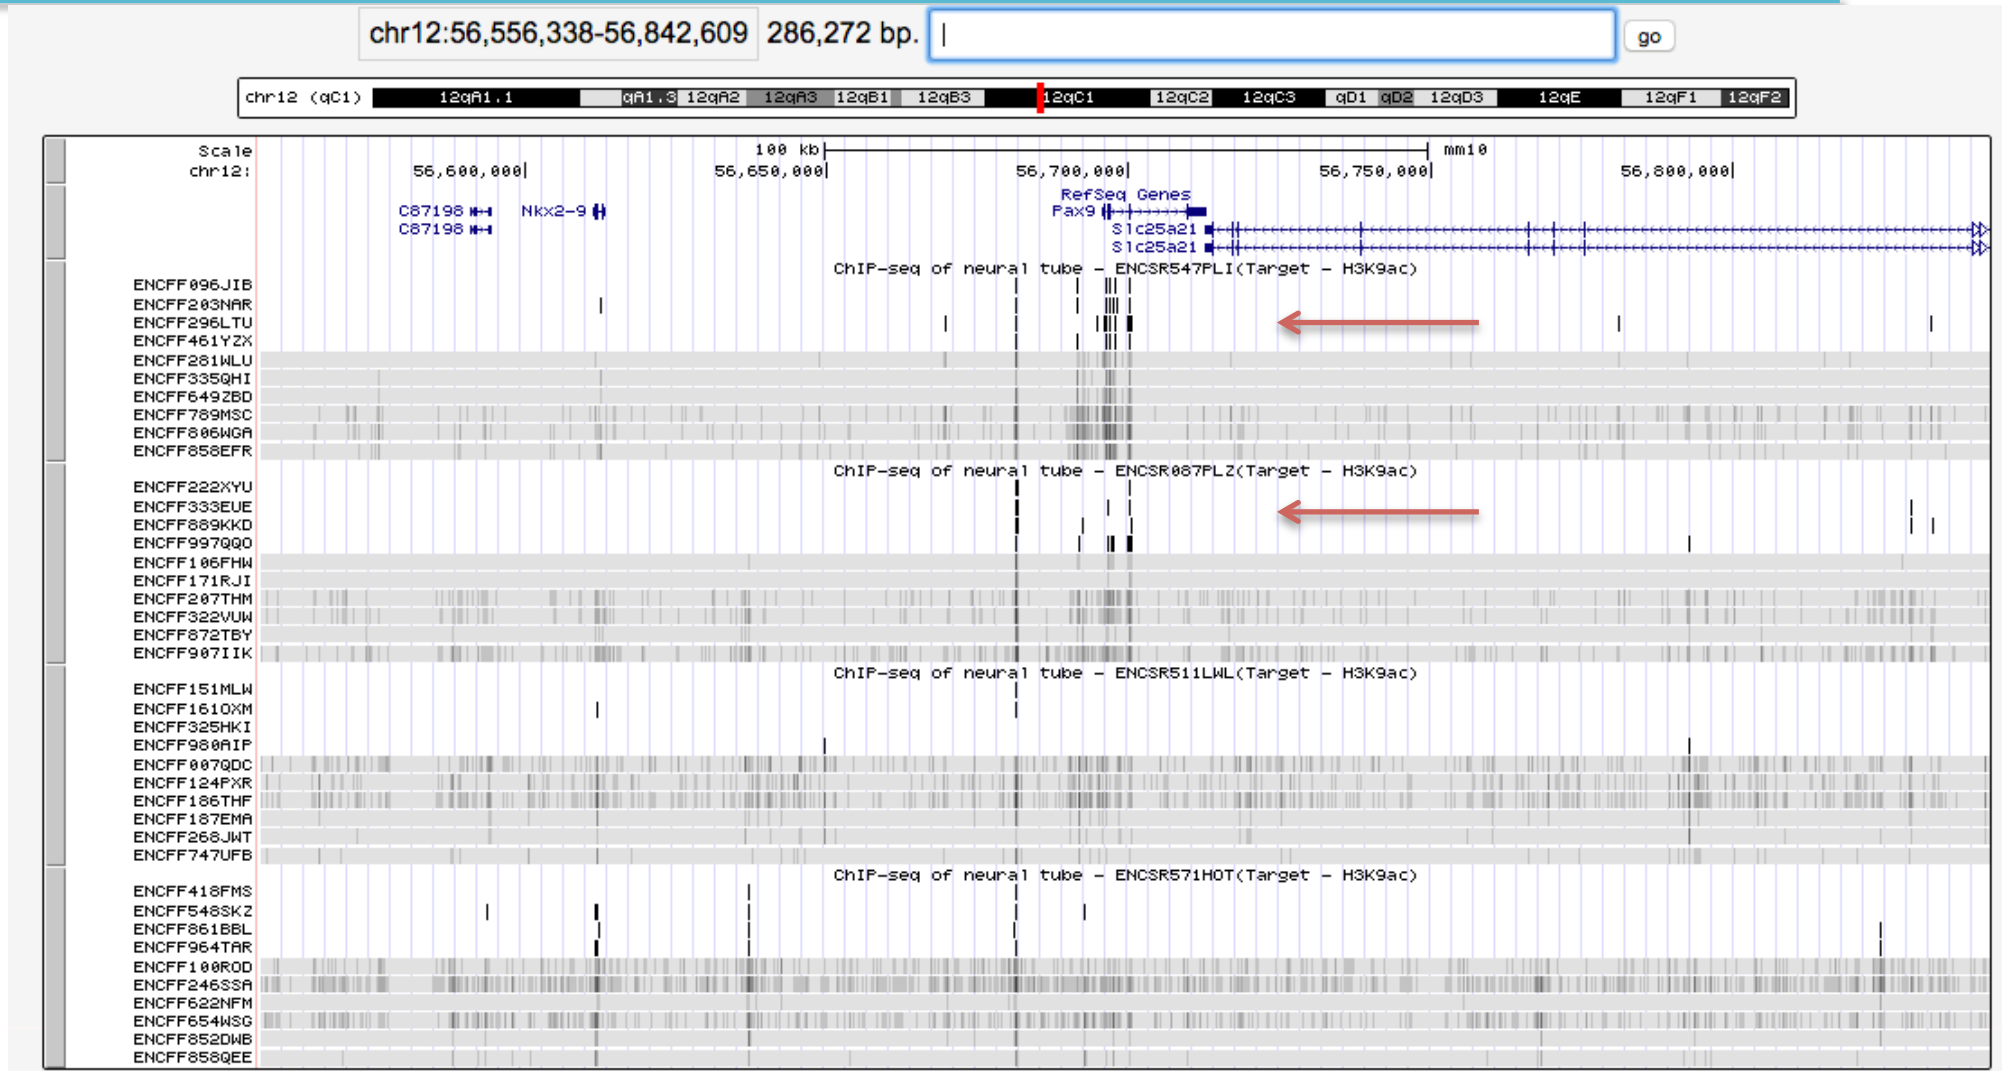 chr12:56,556,338-56,842,609 286,272 bp. go
chr12 (qC1) 12qA1.1 qA1.3 12qA2 12qA3 12qB1 12qB3 12qC1 12qC2 12qC3 qD1 qD2 12qD3 12qE 12qF1 12qF2
Scale 100 kb mm10
chr12: 56,600,000 56,650,000 56,700,000 56,750,000 56,800,000
RefSeq Genes
C87198 Nkx2-9 Pax9
C87198 Slc25a21
Slc25a21
ChIP-seq of neural tube - ENCSR547PLI(Target - H3K9ac)
ENCFF096JIB
ENCFF203NAR
ENCFF296LTU
ENCFF461YZX
ENCFF281WLU
ENCFF335QHI
ENCFF649ZBD
ENCFF789MSC
ENCFF806WGA
ENCFF858EFR
ChIP-seq of neural tube - ENCSR087PLZ(Target - H3K9ac)
ENCFF222XYU
ENCFF333EUE
ENCFF889KKD
ENCFF997QQO
ENCFF106FHW
ENCFF171RJI
ENCFF207THM
ENCFF322VUW
ENCFF872TBY
ENCFF907IIK
ChIP-seq of neural tube - ENCSR511LWL(Target - H3K9ac)
ENCFF151MLW
ENCFF161OXM
ENCFF325HKI
ENCFF980AIP
ENCFF007QDC
ENCFF124PXR
ENCFF186THF
ENCFF187EMA
ENCFF268JWT
ENCFF747UFB
ChIP-seq of neural tube - ENCSR571HOT(Target - H3K9ac)
ENCFF418FMS
ENCFF548SKZ
ENCFF861BBL
ENCFF964TAR
ENCFF100ROD
ENCFF246SSA
ENCFF622NFM
ENCFF654WSG
ENCFF852DWB
ENCFF858QEE